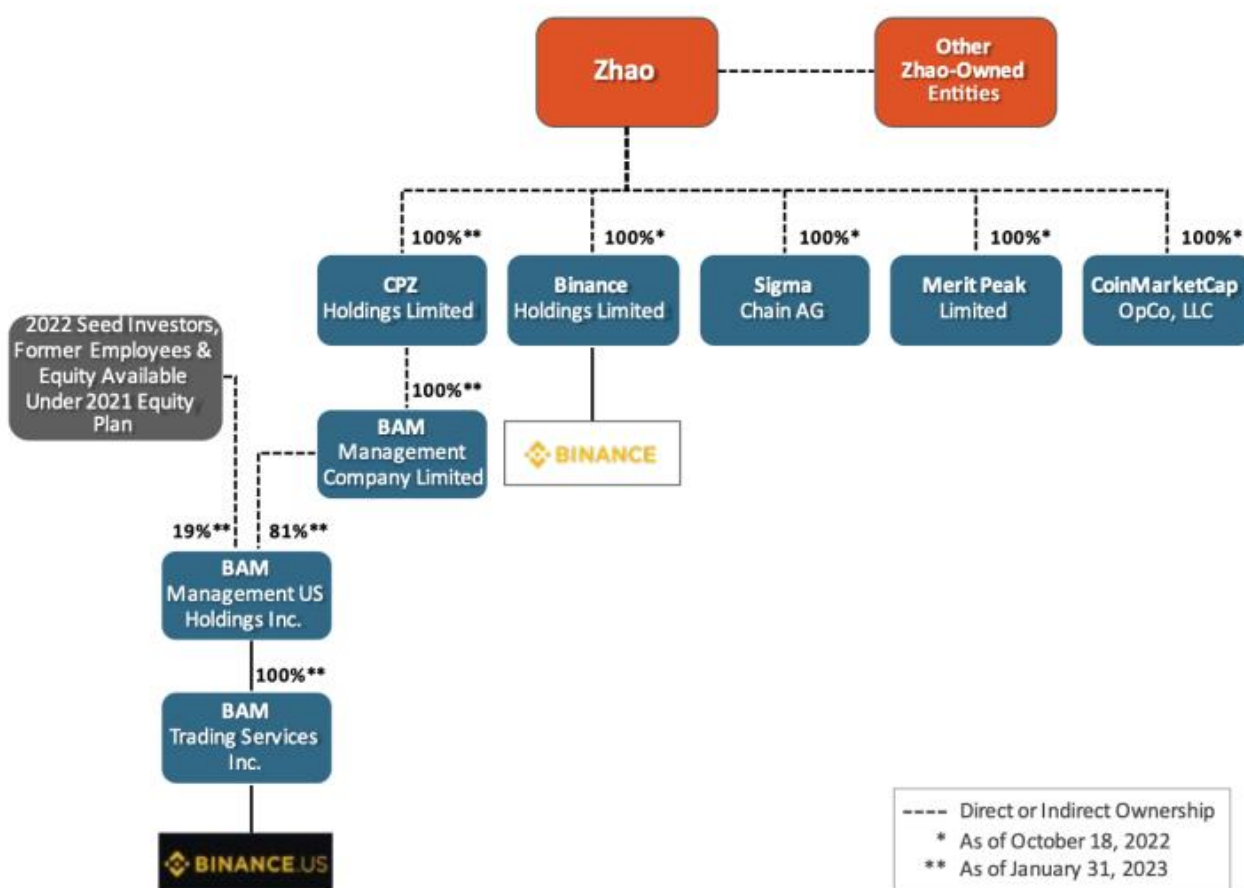 Zhao
Other
Zhao-Owned
Entities
100%**
100%*
100%*
100%*
100%*
CPZ
Holdings Limited
Binance
Holdings Limited
Sigma
Chain AG
Merit Peak
Limited
CoinMarketCap
OpCo, LLC
2022 Seed Investors,
Former Employees &
Equity Available
Under 2021 Equity
Plan
100%**
BAM
Management
Company Limited
BINANCE
19%**
81%**
BAM
Management US
Holdings Inc.
100%**
BAM
Trading Services
Inc.
BINANCE.US
---- Direct or Indirect Ownership
* As of October 18, 2022
** As of January 31, 2023